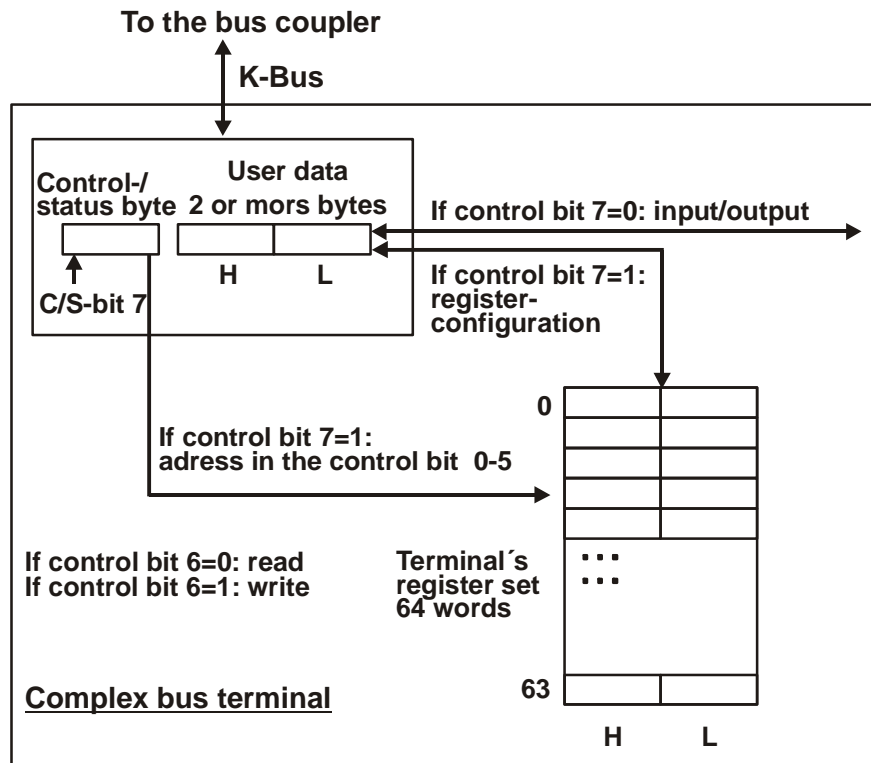 To the bus coupler
K-Bus
User data
Control-/
status byte
2 or mors bytes
If control bit 7=0: input/output
H L
If control bit 7=1:
register-
configuration
C/S-bit 7
0
If control bit 7=1:
adress in the control bit 0-5
If control bit 6=0: read
If control bit 6=1: write
Terminal´s
register set
64 words
63
Complex bus terminal
H L